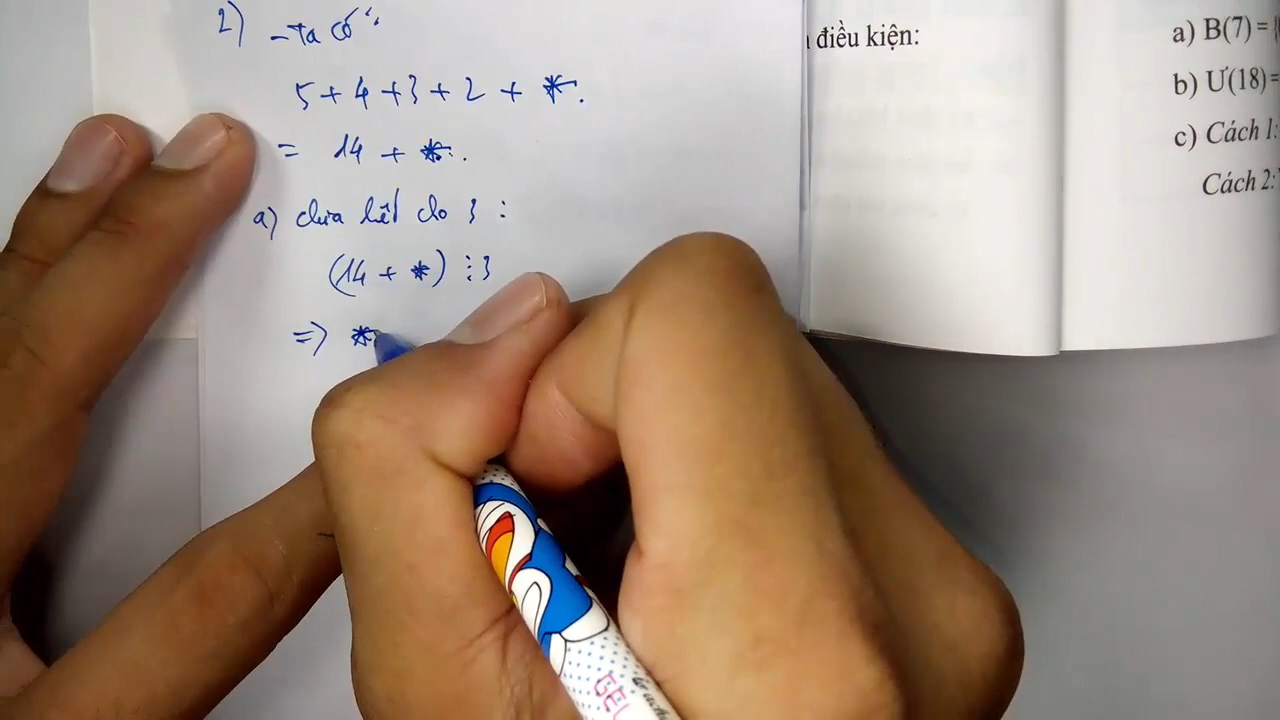 2) - Ta có:
5 + 4 + 3 + 2 + *.
= 14 + *.
a) chia hết cho 3 :
(14 + *) ⋮ 3
=> *
điều kiện:
a) B(7) =
b) Ư(18) =
c) Cách 1:
Cách 2:
GEL